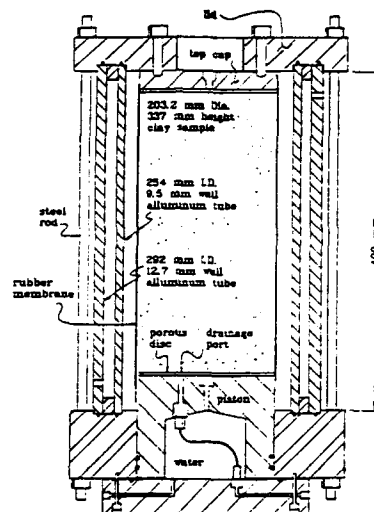 lid
top cap
203.2 mm Dia.
337 mm height
clay sample
254 mm I.D.
9.5 mm wall
alluminum tube
steel
rod
292 mm I.D.
12.7 mm wall
alluminum tube
rubber
membrane
porous
disc
drainage
port
piston
water